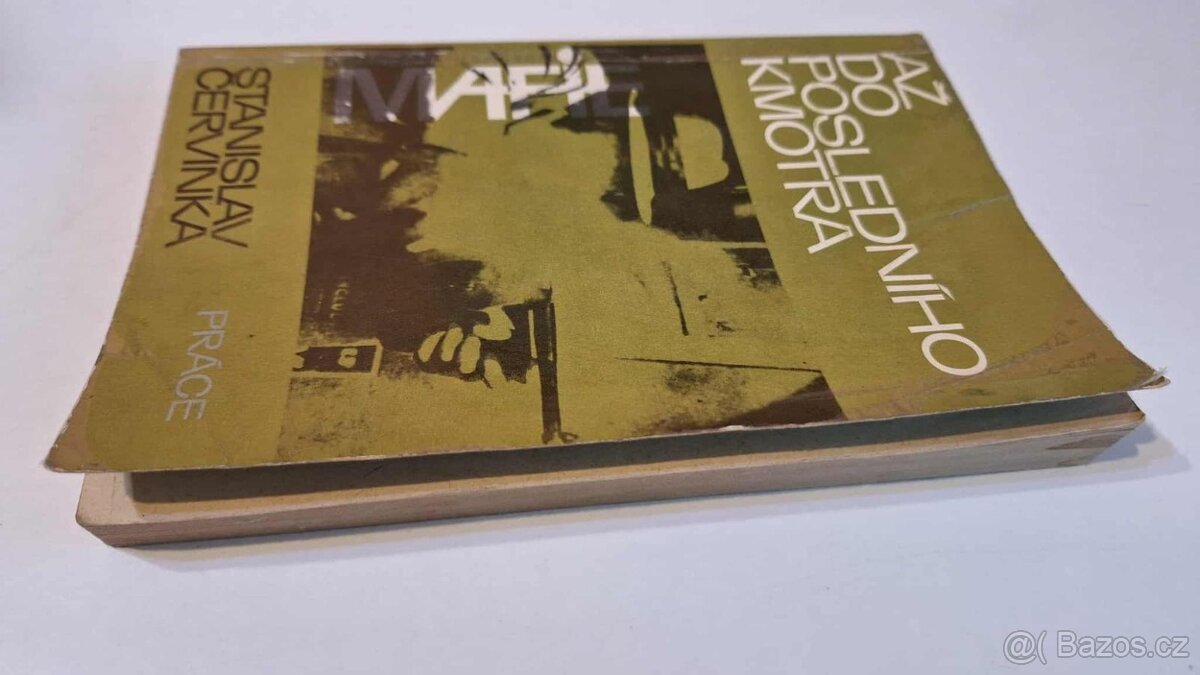 AŽ
DO
POSLEDNÍHO
KMOTRA
MAFIE
STANISLAV
ČERVINKA
PRÁCE
@( Bazos.cz